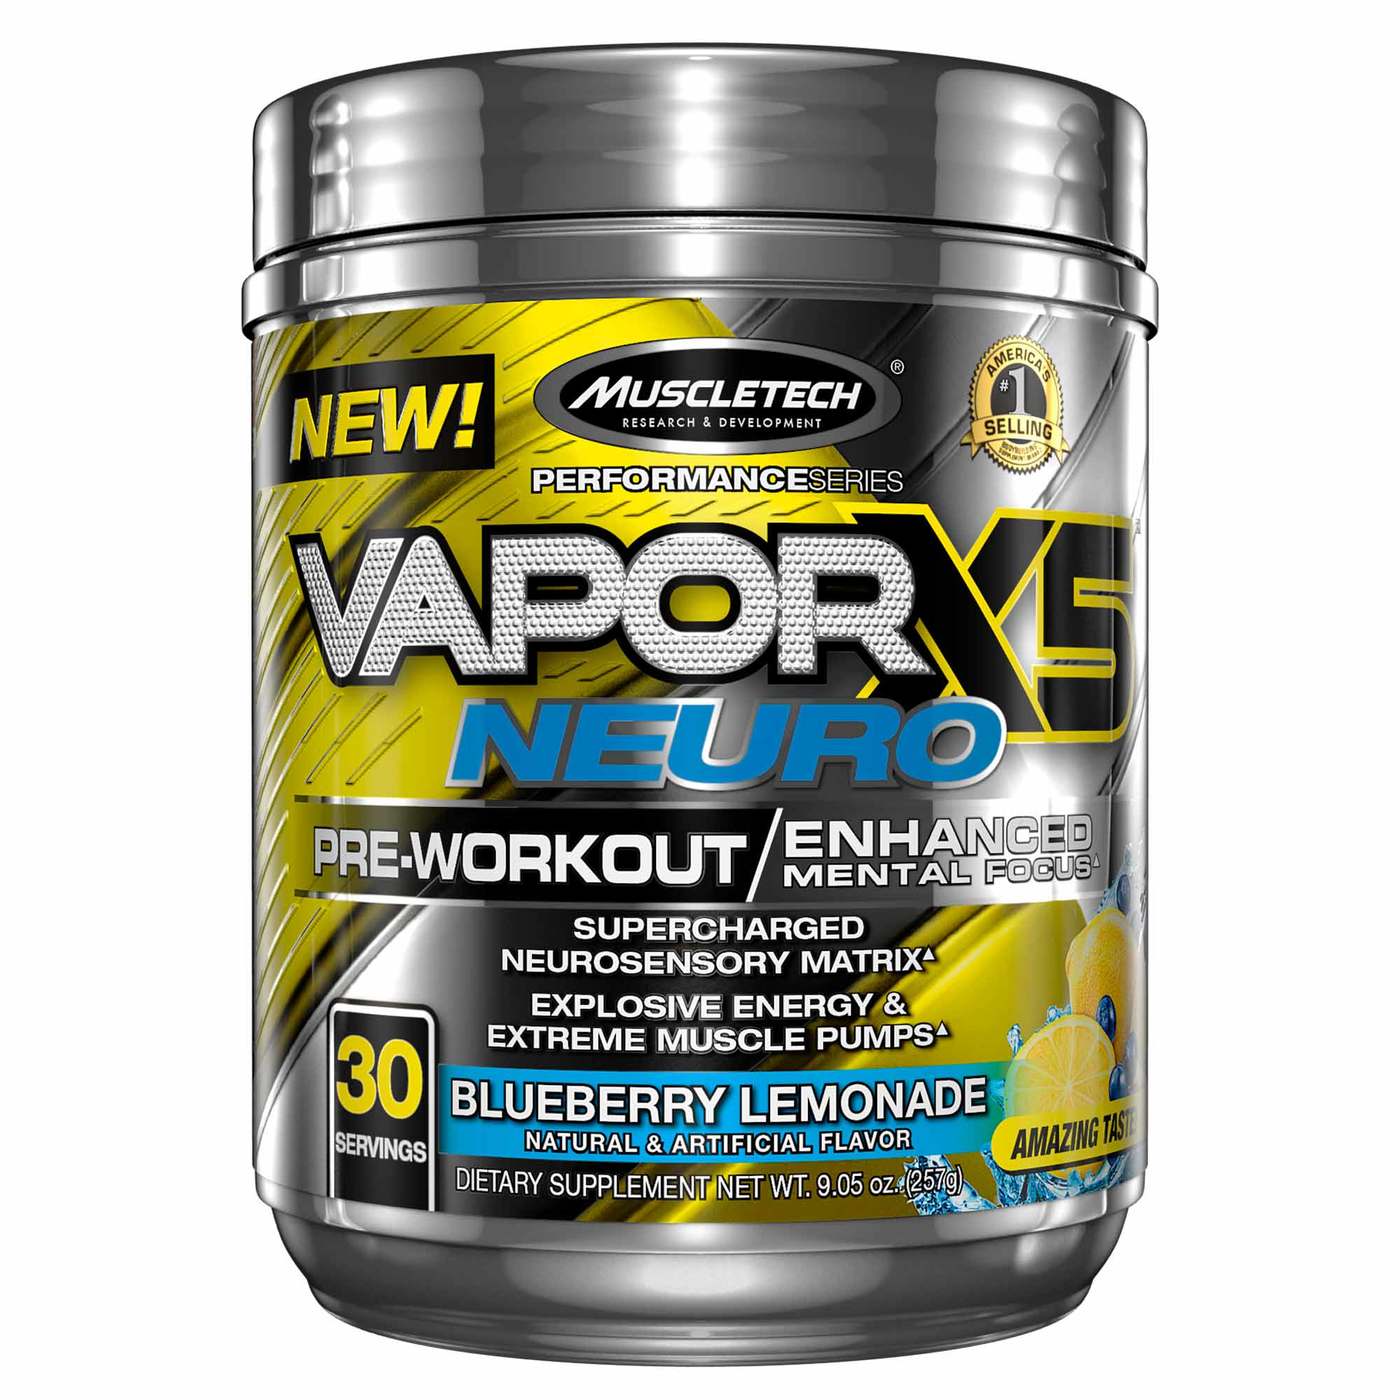 NEW!
MUSCLETECH®
RESEARCH & DEVELOPMENT
AMERICA'S
#1
SELLING
PERFORMANCESERIES
VAPORX5
NEURO
PRE-WORKOUT/ENHANCED
MENTAL FOCUS▲
SUPERCHARGED
NEUROSENSORY MATRIX▲
EXPLOSIVE ENERGY &
EXTREME MUSCLE PUMPS▲
30
SERVINGS
BLUEBERRY LEMONADE
NATURAL & ARTIFICIAL FLAVOR
AMAZING TASTE
DIETARY SUPPLEMENT NET WT. 9.05 oz. (257g)